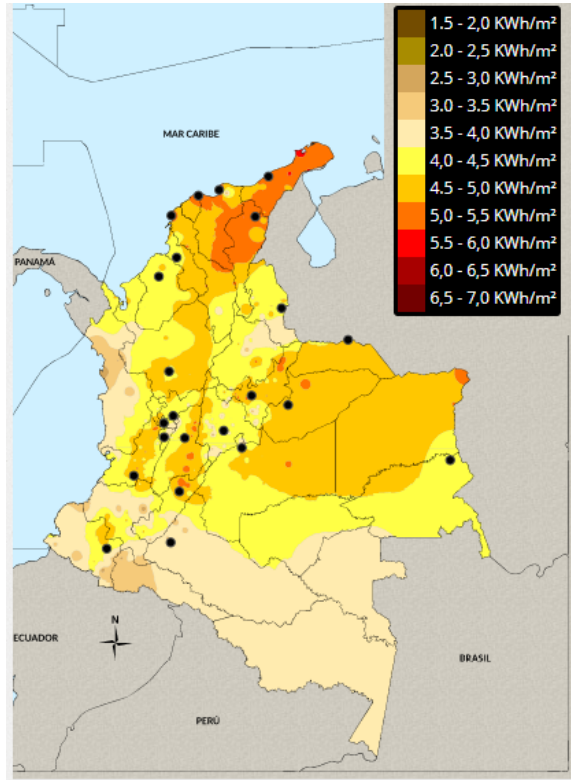 1.5 - 2,0 KWh/m²
2.0 - 2,5 KWh/m²
2.5 - 3,0 KWh/m²
3.0 - 3.5 KWh/m²
3.5 - 4,0 KWh/m²
4,0 - 4,5 KWh/m²
4.5 - 5,0 KWh/m²
5,0 - 5,5 KWh/m²
5.5 - 6,0 KWh/m²
6,0 - 6,5 KWh/m²
6,5 - 7,0 KWh/m²
MAR CARIBE
PANAMÁ
N
ECUADOR
BRASIL
PERÚ